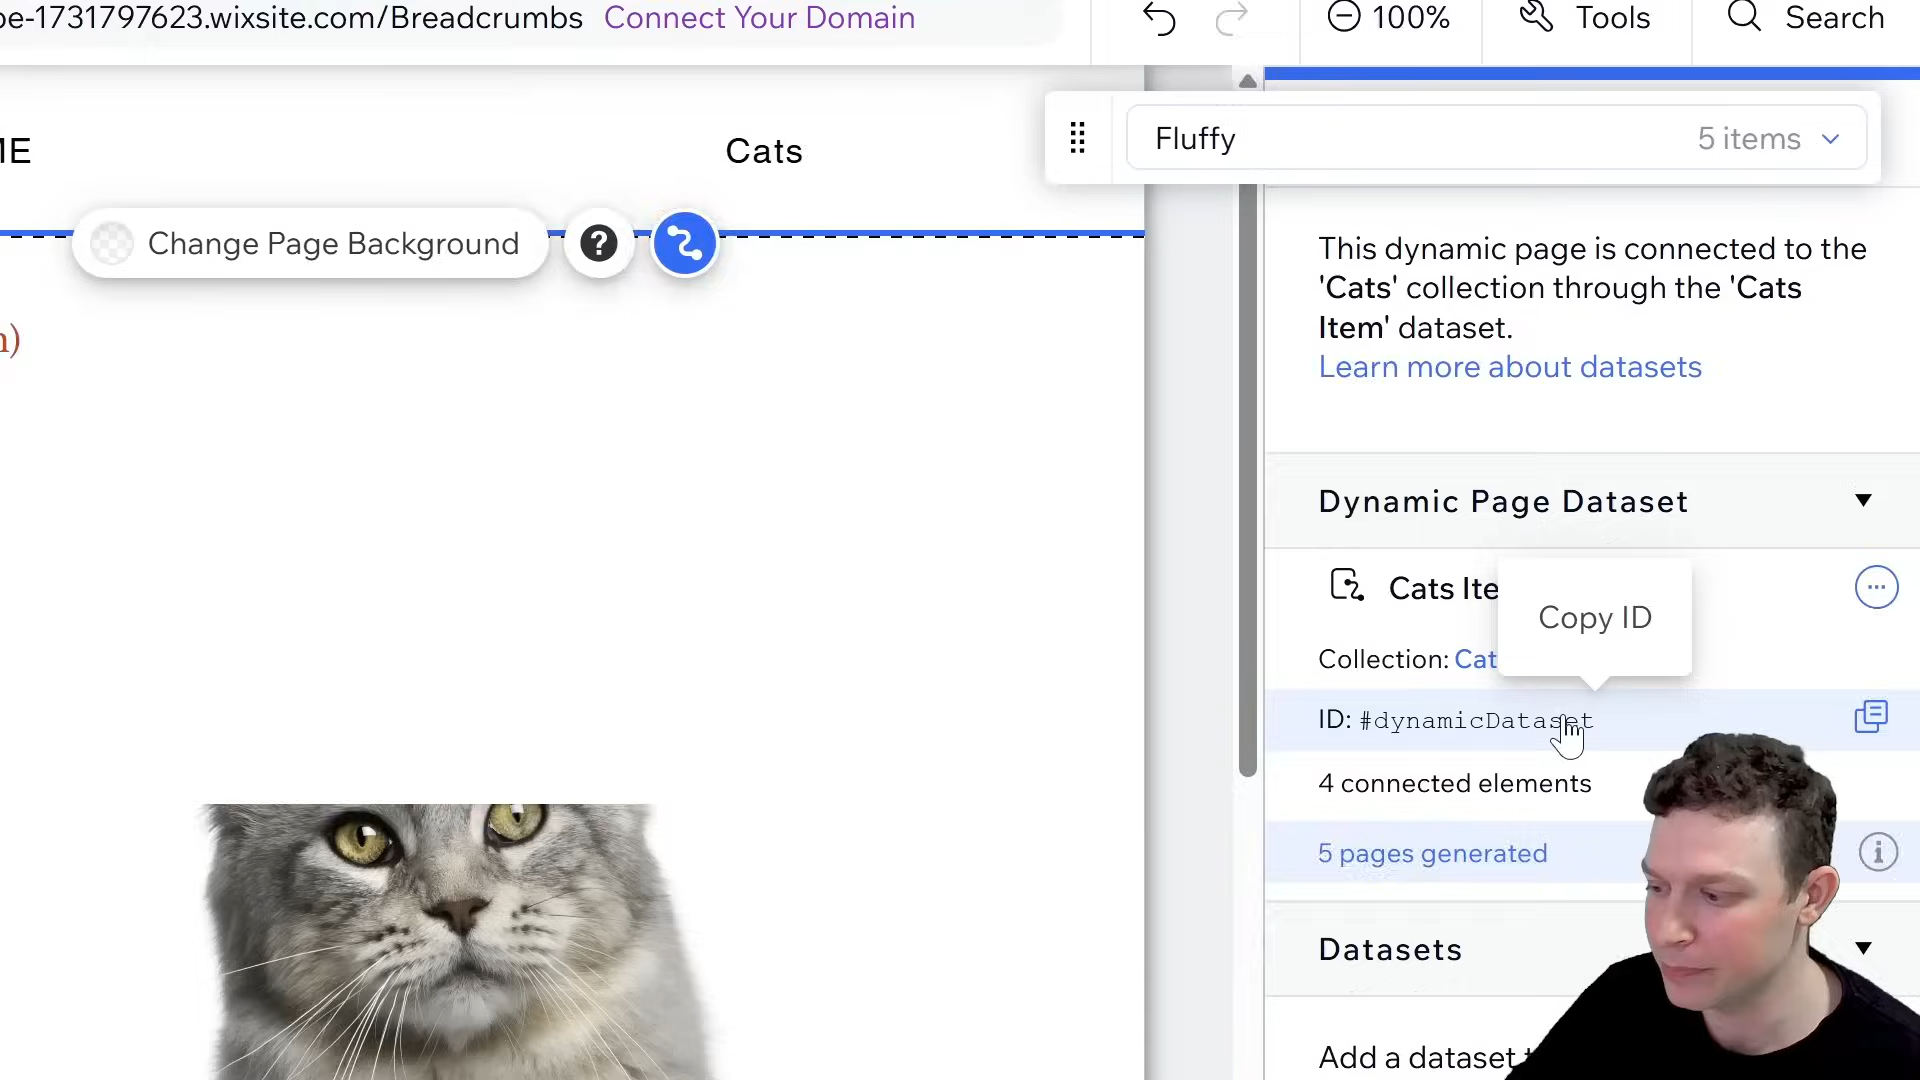 be-1731797623.wixsite.com/Breadcrumbs Connect Your Domain
100% Tools Search
Fluffy 5 items
Cats
Change Page Background ?
This dynamic page is connected to the
'Cats' collection through the 'Cats
Item' dataset.
Learn more about datasets
Dynamic Page Dataset
Cats Ite
Copy ID
Collection: Cat
ID: #dynamicDataset
4 connected elements
5 pages generated
Datasets
Add a dataset